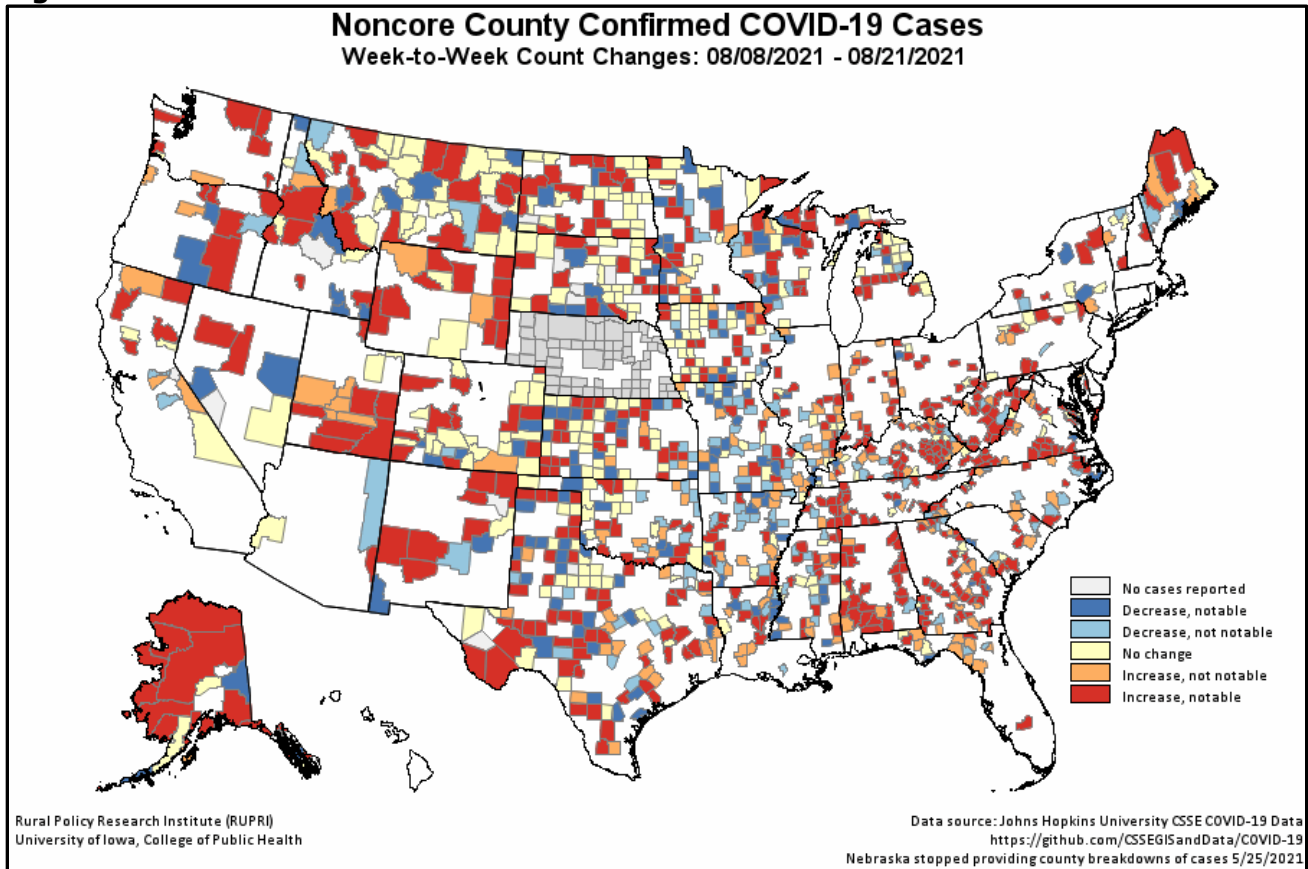 Noncore County Confirmed COVID-19 Cases
Week-to-Week Count Changes: 08/08/2021 - 08/21/2021
No cases reported
Decrease, notable
Decrease, not notable
No change
Increase, not notable
Increase, notable
Rural Policy Research Institute (RUPRI)
University of Iowa, College of Public Health
Data source: Johns Hopkins University CSSE COVID-19 Data
https://github.com/CSSEGISandData/COVID-19
Nebraska stopped providing county breakdowns of cases 5/25/2021